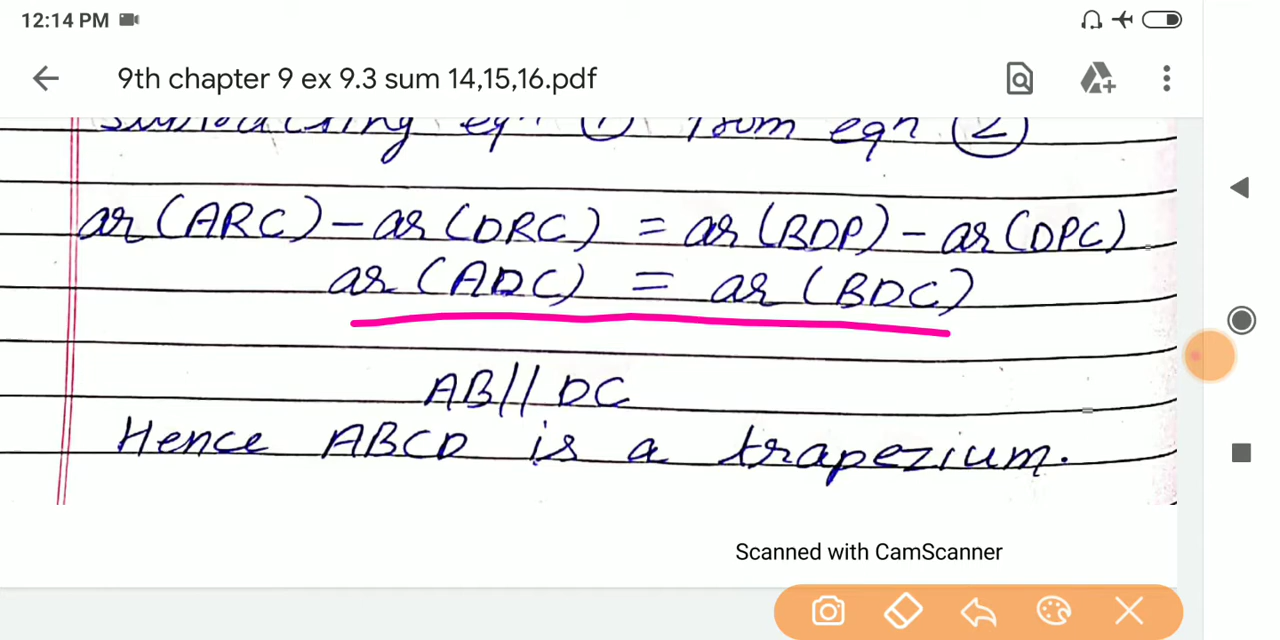 12:14 PM
9th chapter 9 ex 9.3 sum 14,15,16.pdf
eqn (1) from eqn (2)
ar (ARC) - ar (DRC) = ar (BDP) - ar (DPC)
ar (ADC) = ar (BDC)
AB // DC
Hence ABCD is a trapezium.
Scanned with CamScanner